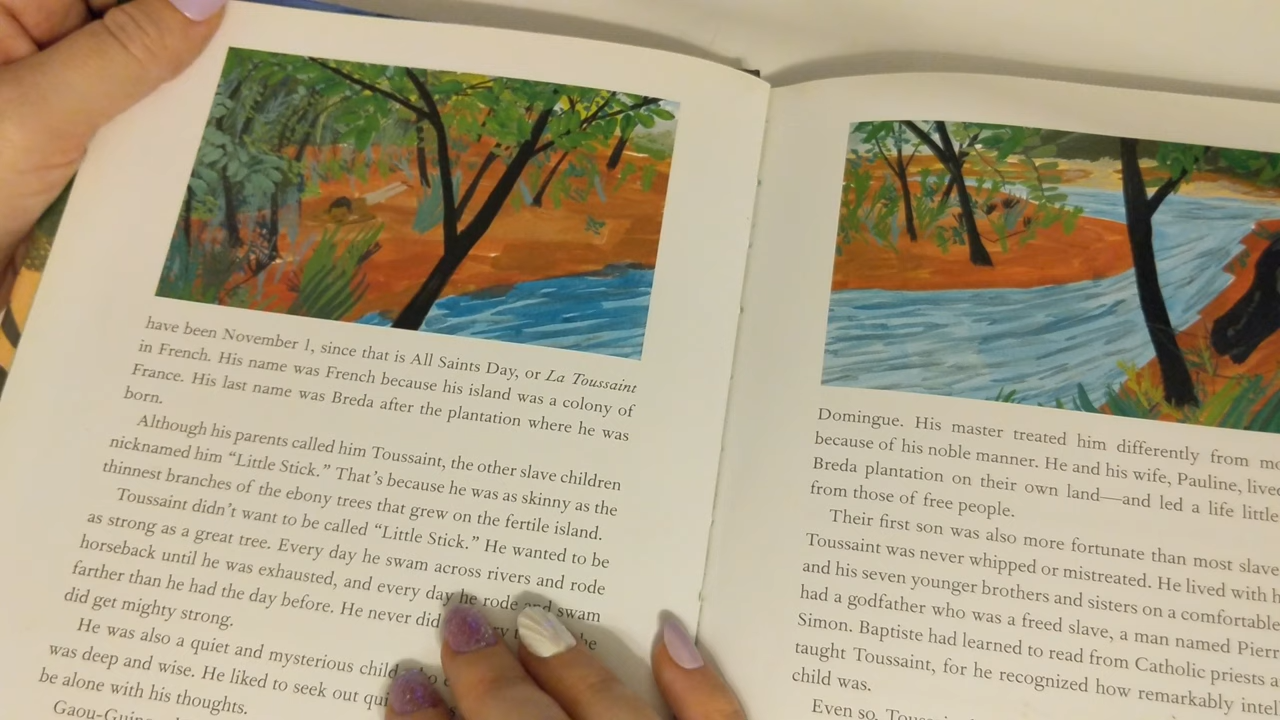 have been November 1, since that is All Saints Day, or La Toussaint
in French. His name was French because his island was a colony of
France. His last name was Breda after the plantation where he was
born.
Although his parents called him Toussaint, the other slave children
nicknamed him “Little Stick.” That’s because he was as skinny as the
thinnest branches of the ebony trees that grew on the fertile island.
Toussaint didn’t want to be called “Little Stick.” He wanted to be
as strong as a great tree. Every day he swam across rivers and rode
horseback until he was exhausted, and every day he rode and swam
farther than he had the day before. He never did be
did get mighty strong.
He was also a quiet and mysterious child
was deep and wise. He liked to seek out
be alone with his thoughts.
Domingue. His master treated him differently from
because of his noble manner. He and his wife, Pauline,
Breda plantation on their own land—and led a life little
from those of free people.
Their first son was also more fortunate than most
Toussaint was never whipped or mistreated. He lived with
and his seven younger brothers and sisters on a comfortable
had a godfather who was a freed slave, a man named
Simon. Baptiste had learned to read from Catholic priests
taught Toussaint, for he recognized how remarkably
child was.
Even so,